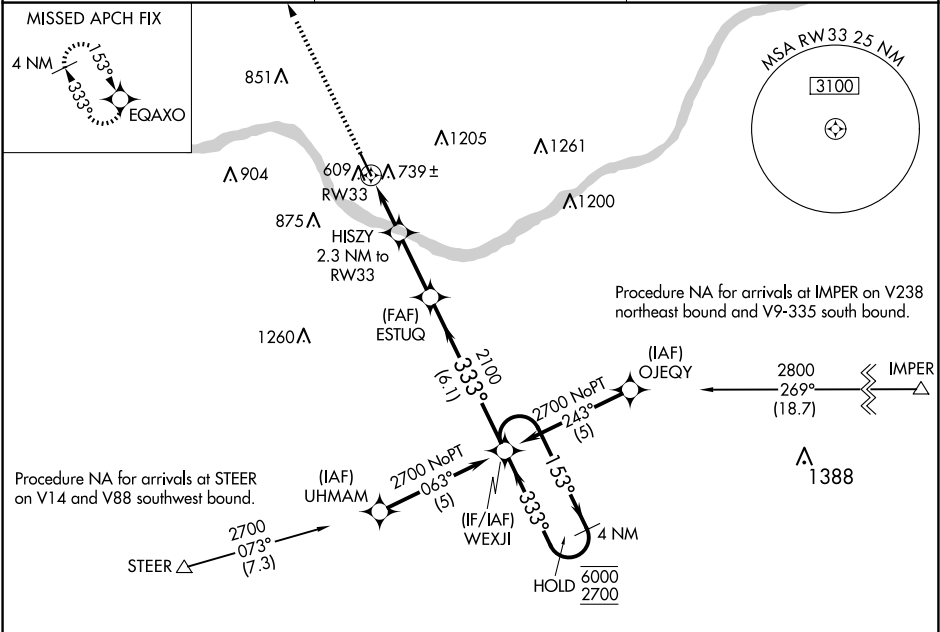 MISSED APCH FIX
4 NM
153°
333°
EQAXO
851
MSA RW33 25 NM
3100
1205
1261
904
609
739±
RW33
1200
875
HISZY
2.3 NM to
RW33
Procedure NA for arrivals at IMPER on V238
northeast bound and V9-335 south bound.
(FAF)
ESTUQ
1260
2100
333°
(6.1)
(IAF)
OJEQY
2800
269°
(18.7)
IMPER
2700 NoPT
243°
(5)
1388
Procedure NA for arrivals at STEER
on V14 and V88 southwest bound.
(IAF)
UHMAM
2700 NoPT
063°
(5)
(IF/IAF)
WEXJI
153°
333°
4 NM
2700
073°
(7.3)
STEER
HOLD
6000
2700